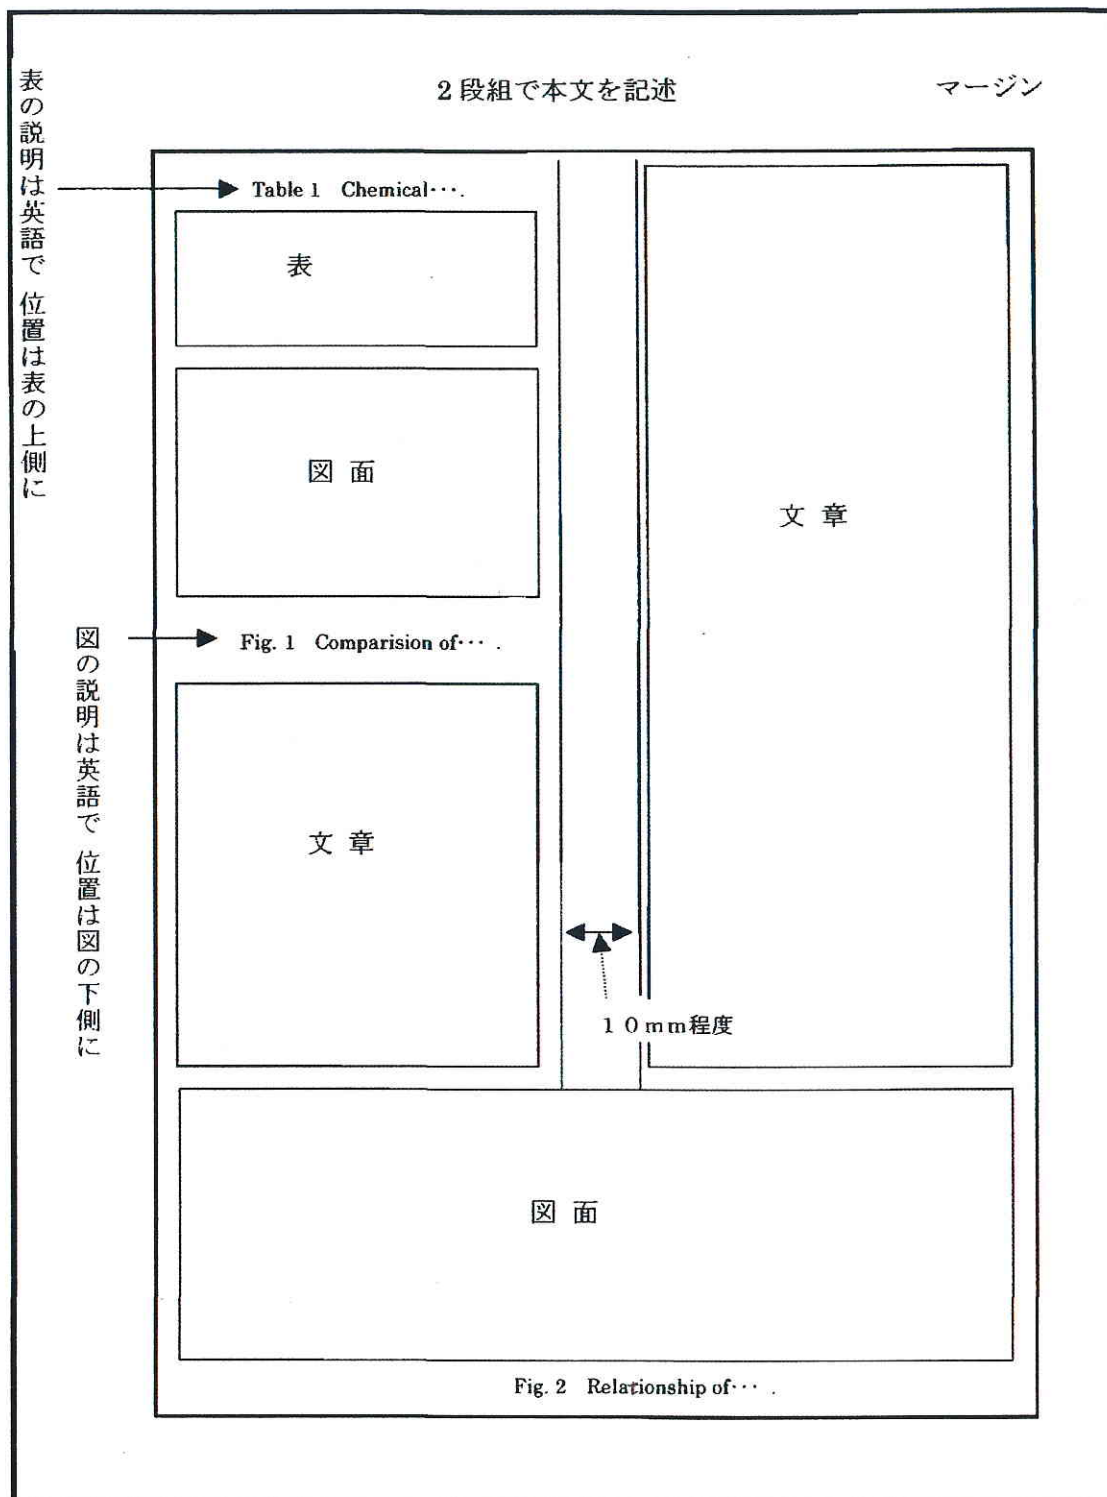 2段組で本文を記述
マージン
表の説明は英語で 位置は表の上側に
Table 1 Chemical･･･.
表
図 面
文 章
図の説明は英語で 位置は図の下側に
Fig. 1 Comparision of･･･ .
文 章
10mm程度
図 面
Fig. 2 Relationship of･･･ .